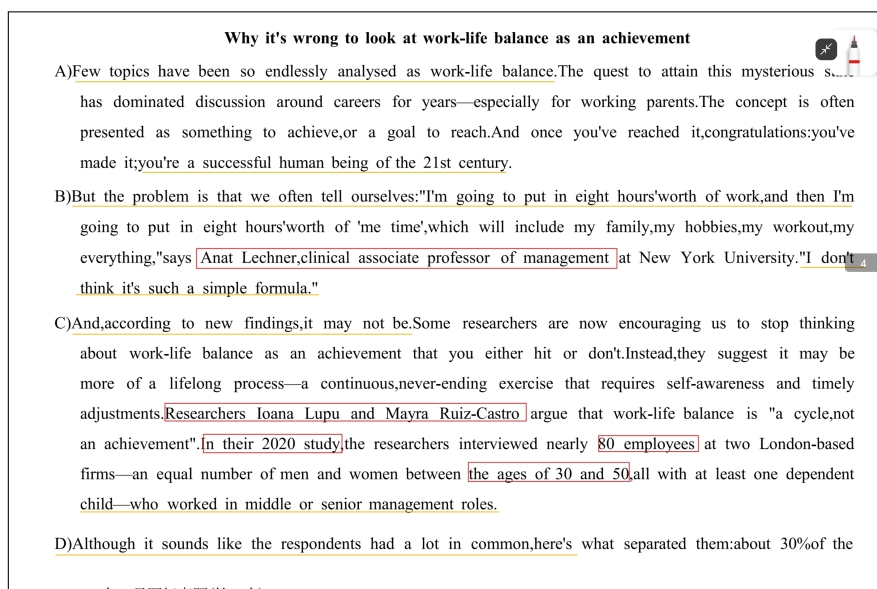 Why it's wrong to look at work-life balance as an achievement
A)Few topics have been so endlessly analysed as work-life balance.The quest to attain this mysterious
has dominated discussion around careers for years—especially for working parents.The concept is often
presented as something to achieve,or a goal to reach.And once you've reached it,congratulations:you've
made it;you're a successful human being of the 21st century.
B)But the problem is that we often tell ourselves:"I'm going to put in eight hours'worth of work,and then I'm
going to put in eight hours'worth of 'me time',which will include my family,my hobbies,my workout,my
everything,"says Anat Lechner,clinical associate professor of management at New York University."I don't
4
think it's such a simple formula."
C)And,according to new findings,it may not be.Some researchers are now encouraging us to stop thinking
about work-life balance as an achievement that you either hit or don't.Instead,they suggest it may be
more of a lifelong process—a continuous,never-ending exercise that requires self-awareness and timely
adjustments.Researchers Ioana Lupu and Mayra Ruiz-Castro argue that work-life balance is "a cycle,not
an achievement".In their 2020 study,the researchers interviewed nearly 80 employees at two London-based
firms—an equal number of men and women between the ages of 30 and 50,all with at least one dependent
child—who worked in middle or senior management roles.
D)Although it sounds like the respondents had a lot in common,here's what separated them:about 30%of the